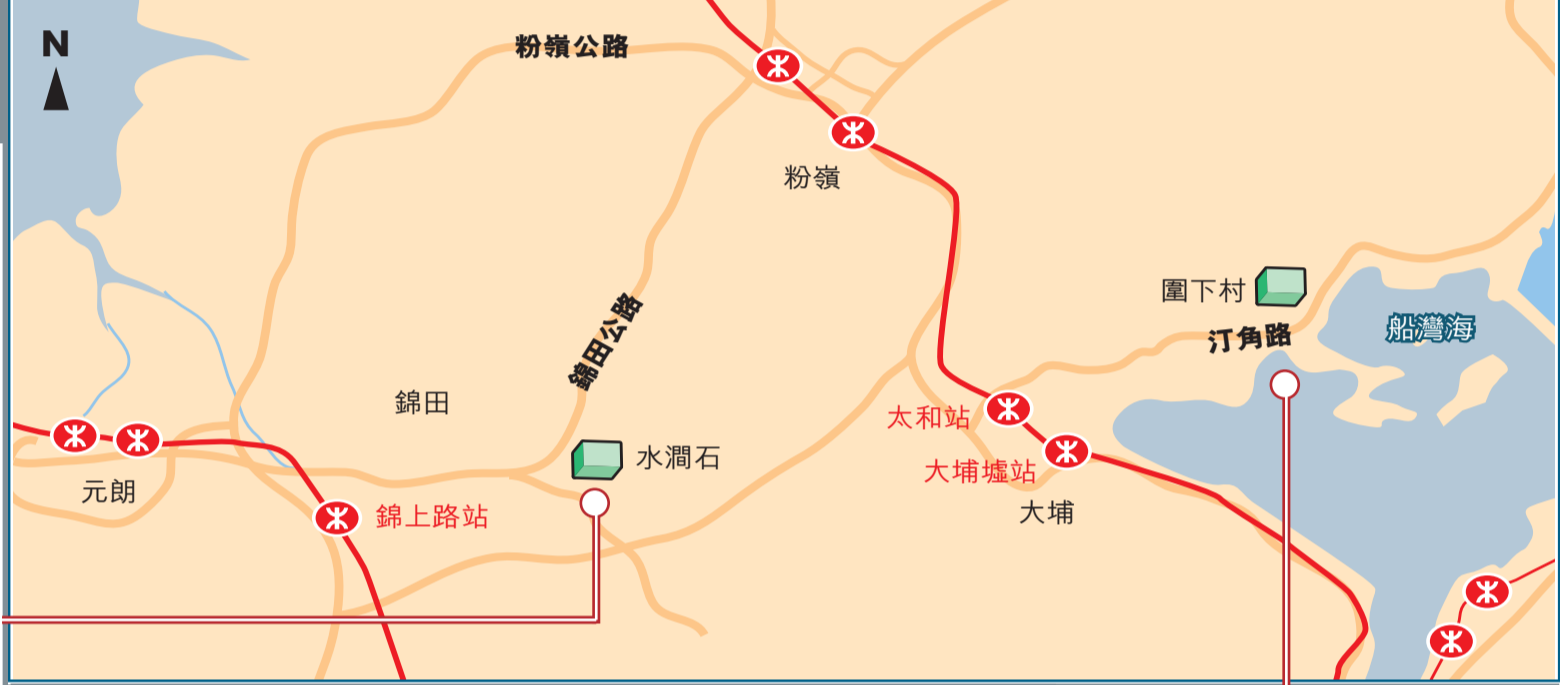 N
粉嶺公路
粉嶺
圍下村
汀角路
船灣海
錦田公路
錦田
太和站
水澗石
大埔墟站
元朗
錦上路站
大埔